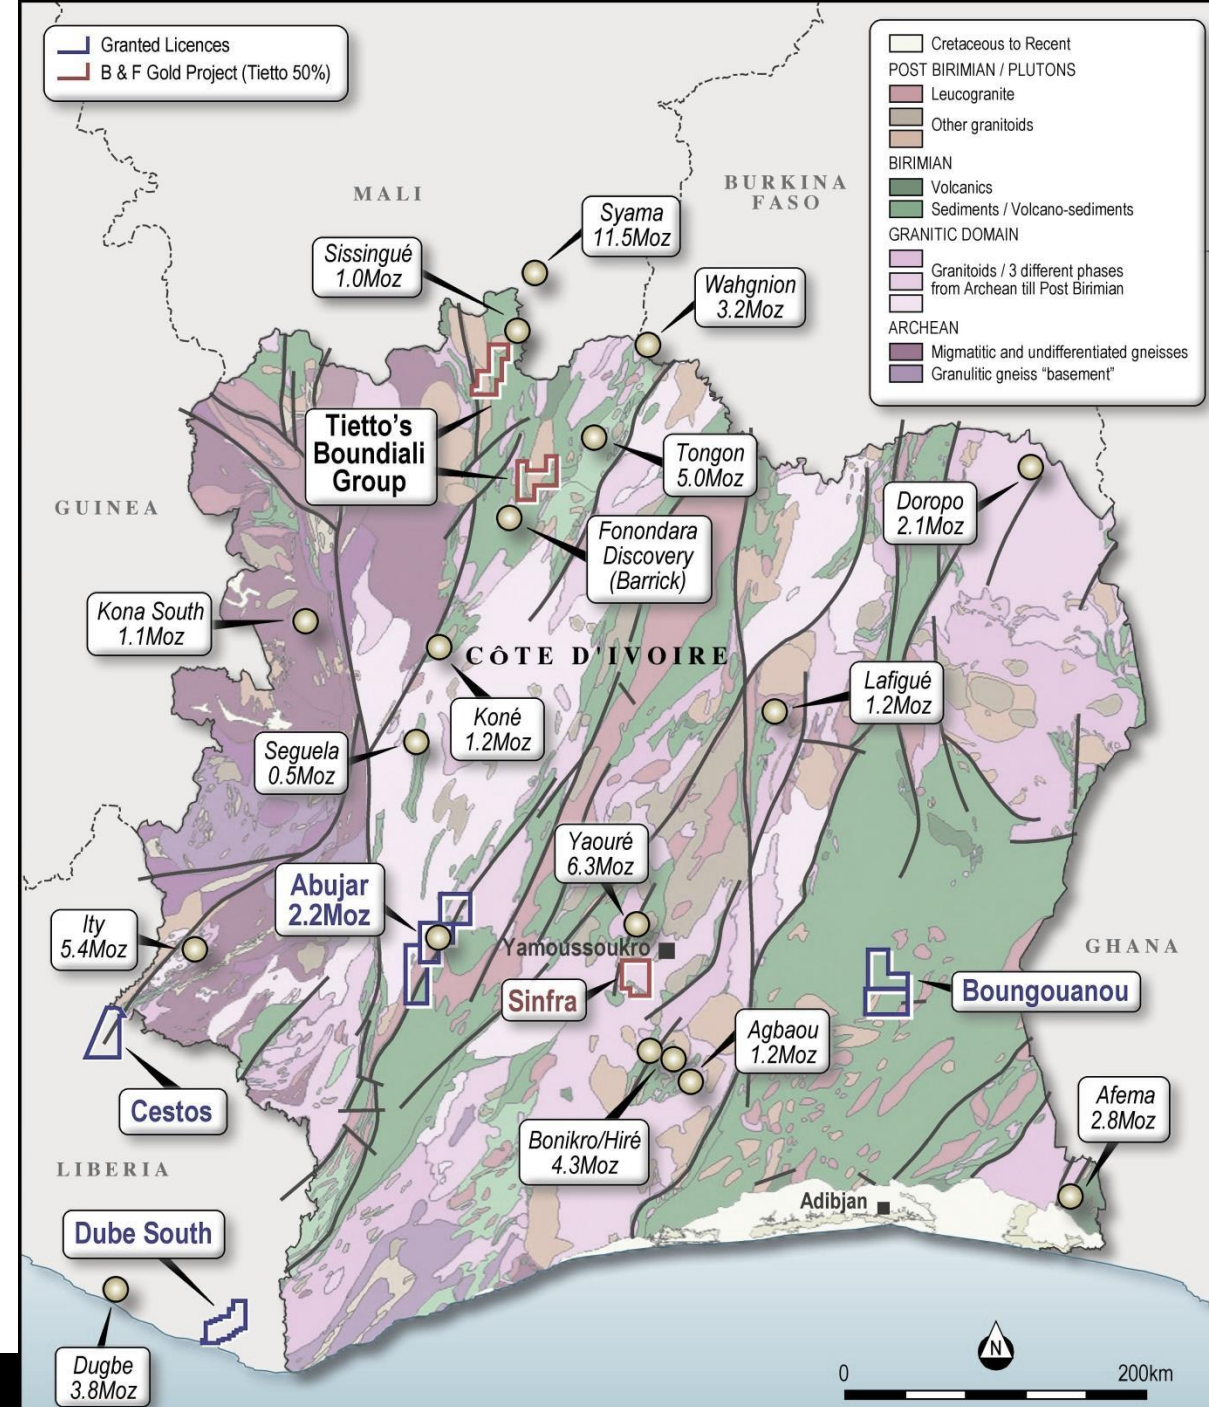 Granted Licences
B & F Gold Project (Tietto 50%)
Cretaceous to Recent
POST BIRIMIAN / PLUTONS
Leucogranite
Other granitoids
BIRIMIAN
Volcanics
Sediments / Volcano-sediments
GRANITIC DOMAIN
Granitoids / 3 different phases
from Archean till Post Birimian
ARCHEAN
Migmatitic and undifferentiated gneisses
Granulitic gneiss “basement”
MALI
BURKINA
FASO
Syama
11.5Moz
Sissingué
1.0Moz
Wahgnion
3.2Moz
Tietto's
Boundiali
Group
Tongon
5.0Moz
Doropo
2.1Moz
GUINEA
Fonondara
Discovery
(Barrick)
Kona South
1.1Moz
CÔTE D'IVOIRE
Lafigué
1.2Moz
Koné
1.2Moz
Seguela
0.5Moz
Yaouré
6.3Moz
Abujar
2.2Moz
Ity
5.4Moz
Yamoussoukro
GHANA
Sinfra
Boungouanou
Agbaou
1.2Moz
Cestos
Bonikro/Hiré
4.3Moz
Afema
2.8Moz
LIBERIA
Adibjan
Dube South
Dugbe
3.8Moz
N
0
200km